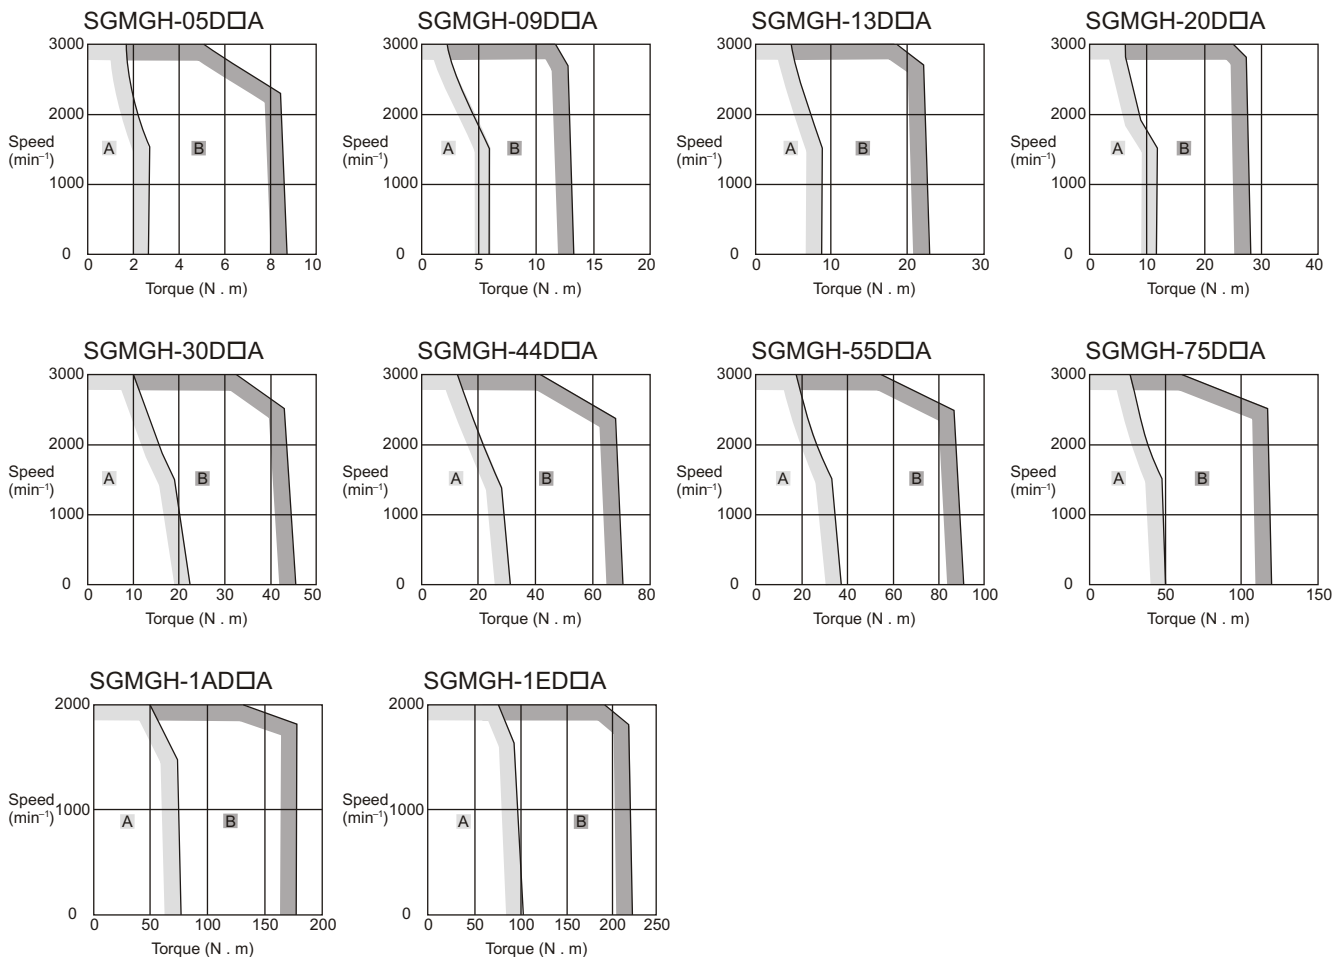 SGMGH-05D□A
3000
2000
Speed
(min⁻¹)
A
B
1000
0
0 2 4 6 8 10
Torque (N . m)
SGMGH-09D□A
3000
2000
Speed
(min⁻¹)
A
B
1000
0
0 5 10 15 20
Torque (N . m)
SGMGH-13D□A
3000
2000
Speed
(min⁻¹)
A
B
1000
0
0 10 20 30
Torque (N . m)
SGMGH-20D□A
3000
2000
Speed
(min⁻¹)
A
B
1000
0
0 10 20 30 40
Torque (N . m)
SGMGH-30D□A
3000
2000
Speed
(min⁻¹)
A
B
1000
0
0 10 20 30 40 50
Torque (N . m)
SGMGH-44D□A
3000
2000
Speed
(min⁻¹)
A
B
1000
0
0 20 40 60 80
Torque (N . m)
SGMGH-55D□A
3000
2000
Speed
(min⁻¹)
A
B
1000
0
0 20 40 60 80 100
Torque (N . m)
SGMGH-75D□A
3000
2000
Speed
(min⁻¹)
A
B
1000
0
0 50 100 150
Torque (N . m)
SGMGH-1AD□A
2000
Speed
(min⁻¹)
1000
A
B
0
0 50 100 150 200
Torque (N . m)
SGMGH-1ED□A
2000
Speed
(min⁻¹)
1000
A
B
0
0 50 100 150 200 250
Torque (N . m)